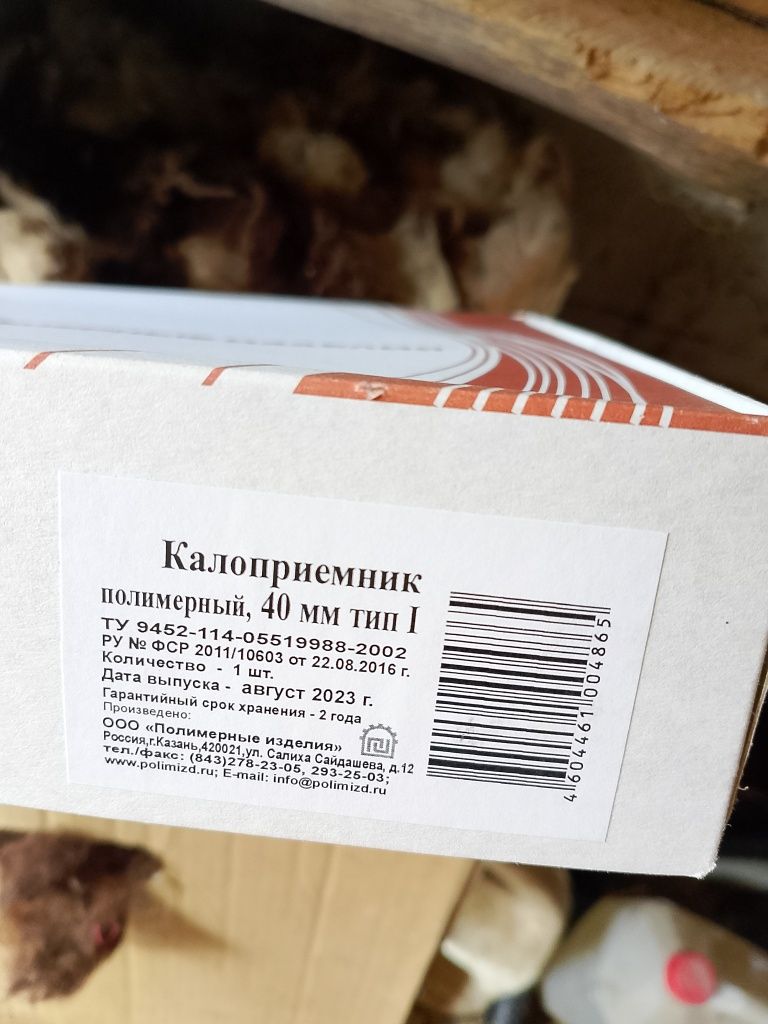 Калоприемник
полимерный, 40 мм тип I
ТУ 9452-114-05519988-2002
РУ № ФСР 2011/10603 от 22.08.2016 г.
Количество - 1 шт.
Дата выпуска - август 2023 г.
Гарантийный срок хранения - 2 года
Произведено:
ООО «Полимерные изделия»
Россия,г.Казань,420021,ул. Салиха Сайдашева, д.12
тел./факс: (843)278-23-05, 293-25-03;
www.polimizd.ru; E-mail: info@polimizd.ru
4 604461 004865